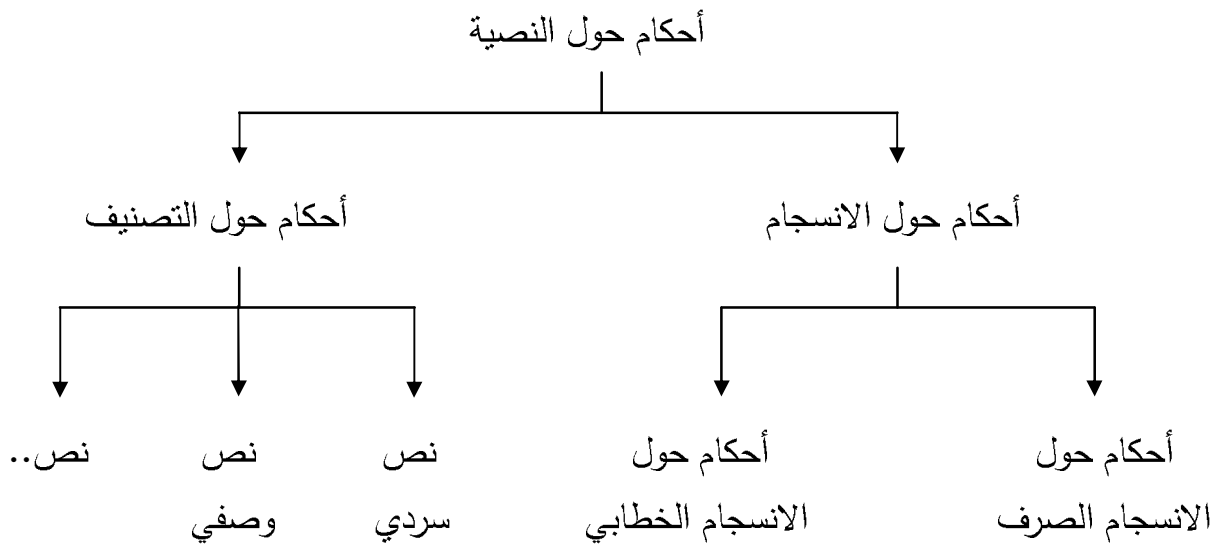 أحكام حول النصية
أحكام حول الانسجام
أحكام حول التصنيف
أحكام حول
الانسجام الصرف
أحكام حول
الانسجام الخطابي
نص
سردي
نص
وصفي
نص..